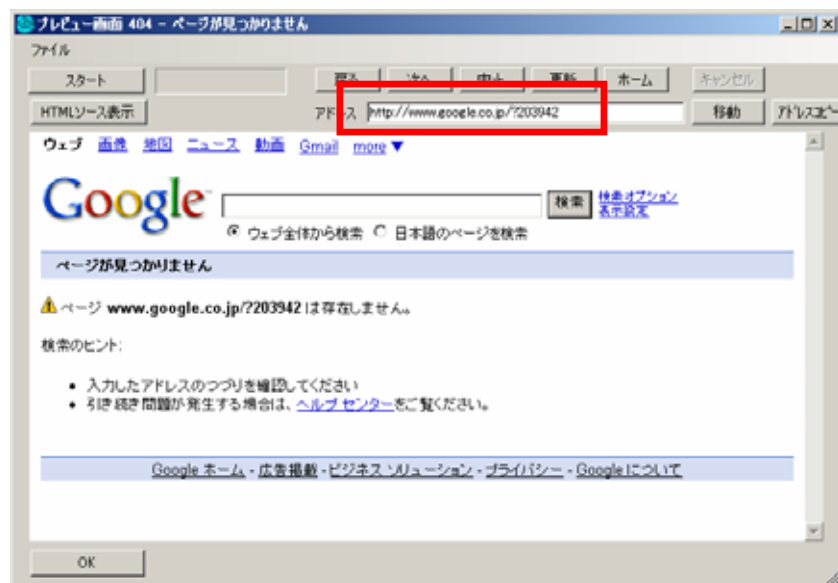 プレビュー画面 404 - ページが見つかりません
ファイル
スタート 戻る 次へ 中止 更新 ホーム キャンセル
HTMLソース表示 アドレス http://www.google.co.jp/?203942 移動 アドレスコピー
ウェブ 画像 地図 ニュース 動画 Gmail more ▼
Google 検索 検索オプション
表示設定
ウェブ全体から検索 日本語のページを検索
ページが見つかりません
ページ www.google.co.jp/?203942 は存在しません。
検索のヒント:
• 入力したアドレスのつづりを確認してください
• 引き続き問題が発生する場合は、ヘルプ センターをご覧ください。
Google ホーム - 広告掲載 - ビジネス ソリューション - プライバシー - Google について
OK